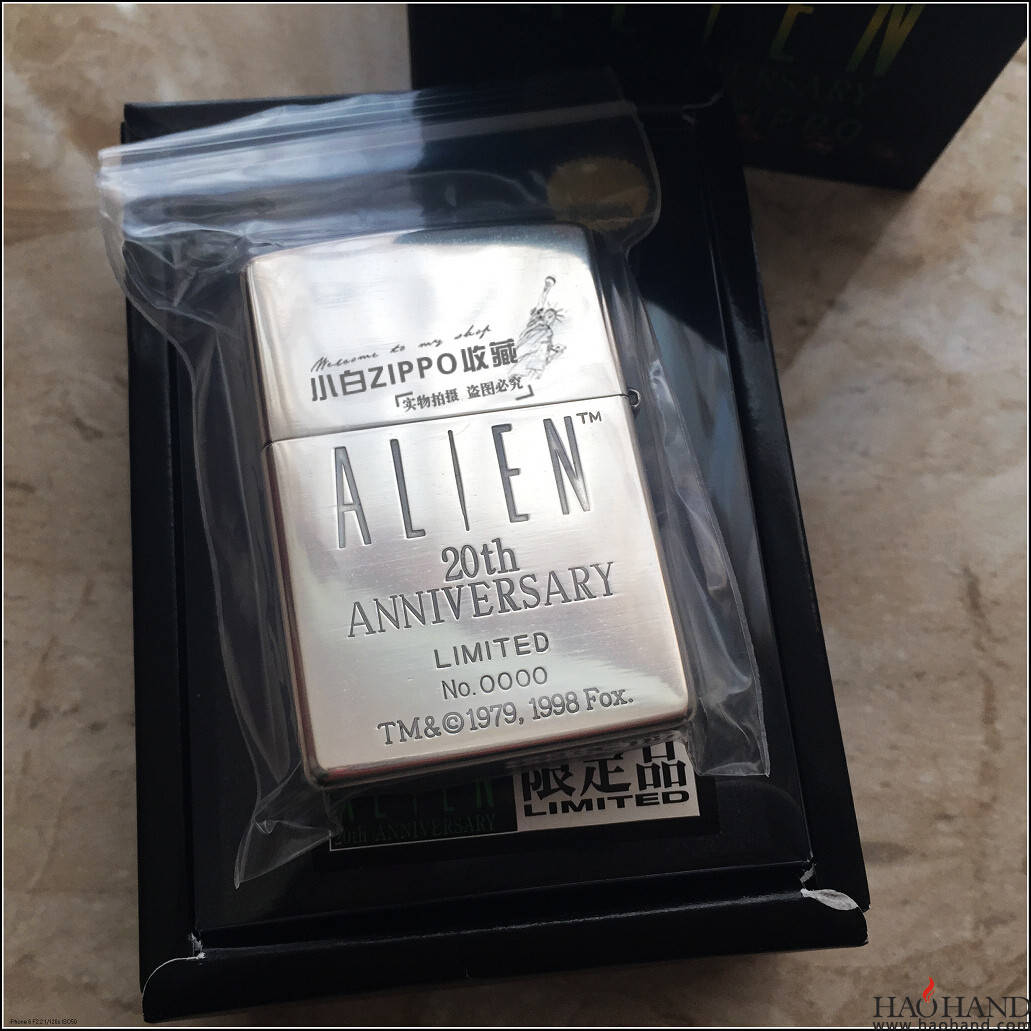 EN
Welcome to my shop
小白ZIPPO收藏
「实物拍摄 盗图必究」
ALIEN™
20th
ANNIVERSARY
LIMITED
No.0000
TM&©1979, 1998 Fox.
限定品
LIMITED
20th ANNIVERSARY
HAOHAND
www.haohand.com